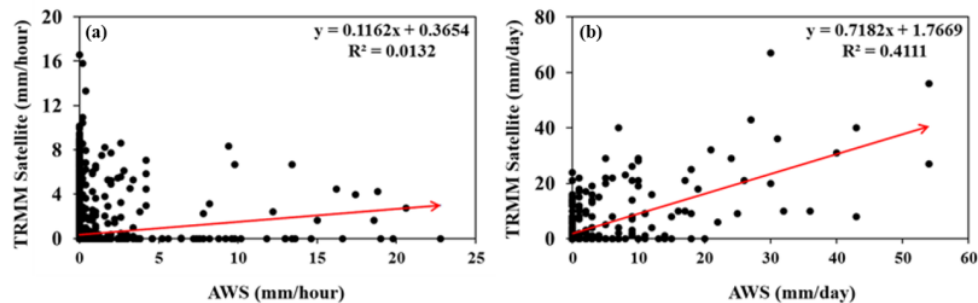 (a)
y = 0.1162x + 0.3654
R² = 0.0132
TRMM Satellite (mm/hour)
20
16
12
8
4
0
0 5 10 15 20 25
AWS (mm/hour)
(b)
y = 0.7182x + 1.7669
R² = 0.4111
TRMM Satellite (mm/day)
80
60
40
20
0
0 10 20 30 40 50 60
AWS (mm/day)